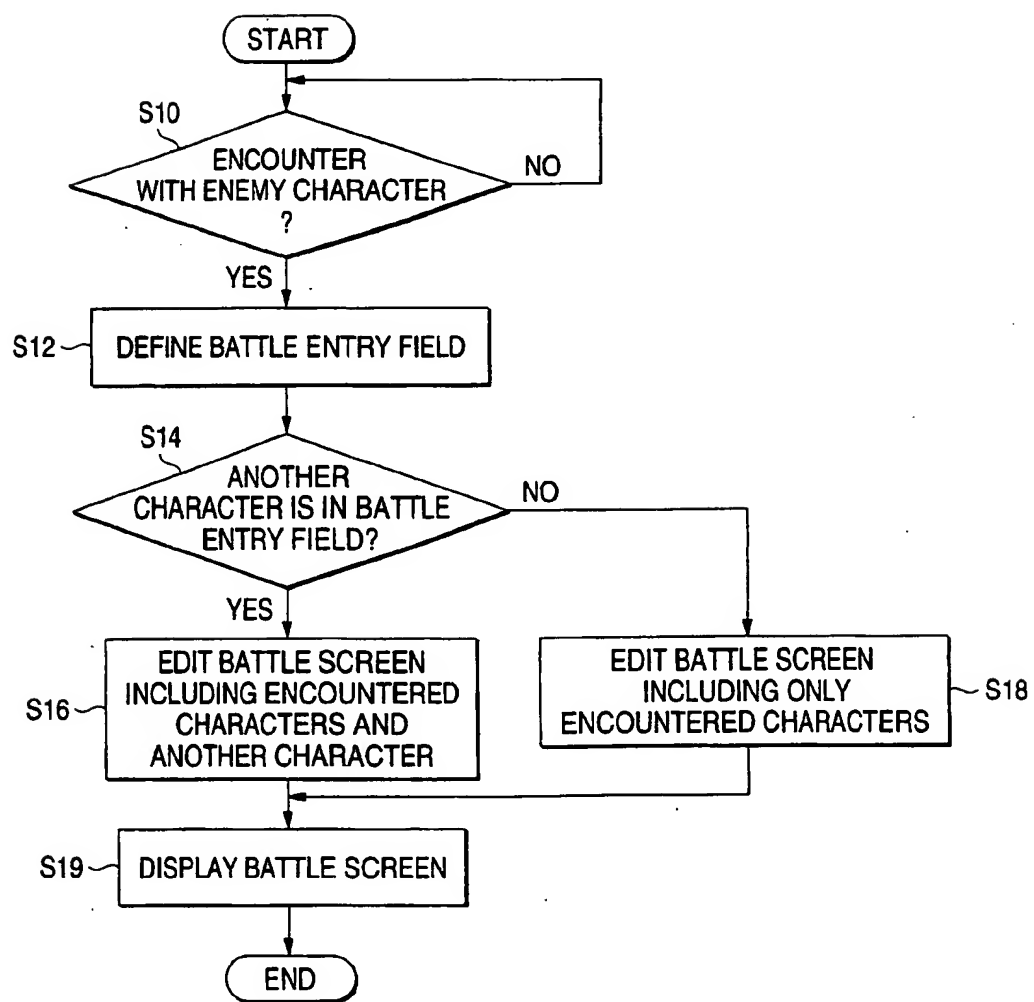 START
S10
ENCOUNTER
WITH ENEMY CHARACTER
?
NO
YES
S12
DEFINE BATTLE ENTRY FIELD
S14
ANOTHER
CHARACTER IS IN BATTLE
ENTRY FIELD?
NO
YES
S16
EDIT BATTLE SCREEN
INCLUDING ENCOUNTERED
CHARACTERS AND
ANOTHER CHARACTER
EDIT BATTLE SCREEN
INCLUDING ONLY
ENCOUNTERED CHARACTERS
S18
S19
DISPLAY BATTLE SCREEN
END